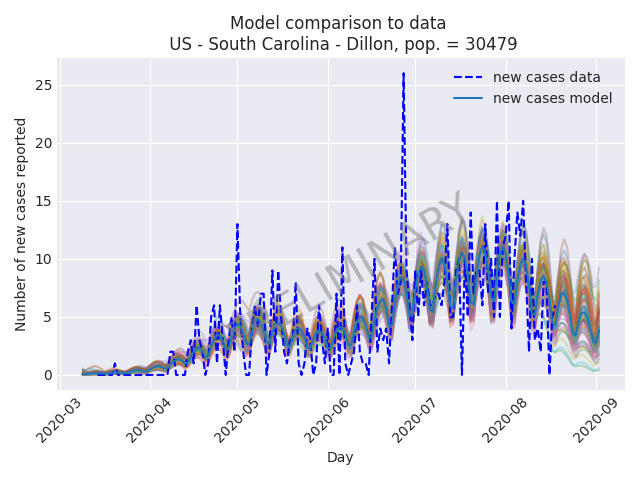 Model comparison to data
US - South Carolina - Dillon, pop. = 30479
new cases data
new cases model
PRELIMINARY
Number of new cases reported
25
20
15
10
5
0
2020-03
2020-04
2020-05
2020-06
2020-07
2020-08
2020-09
Day